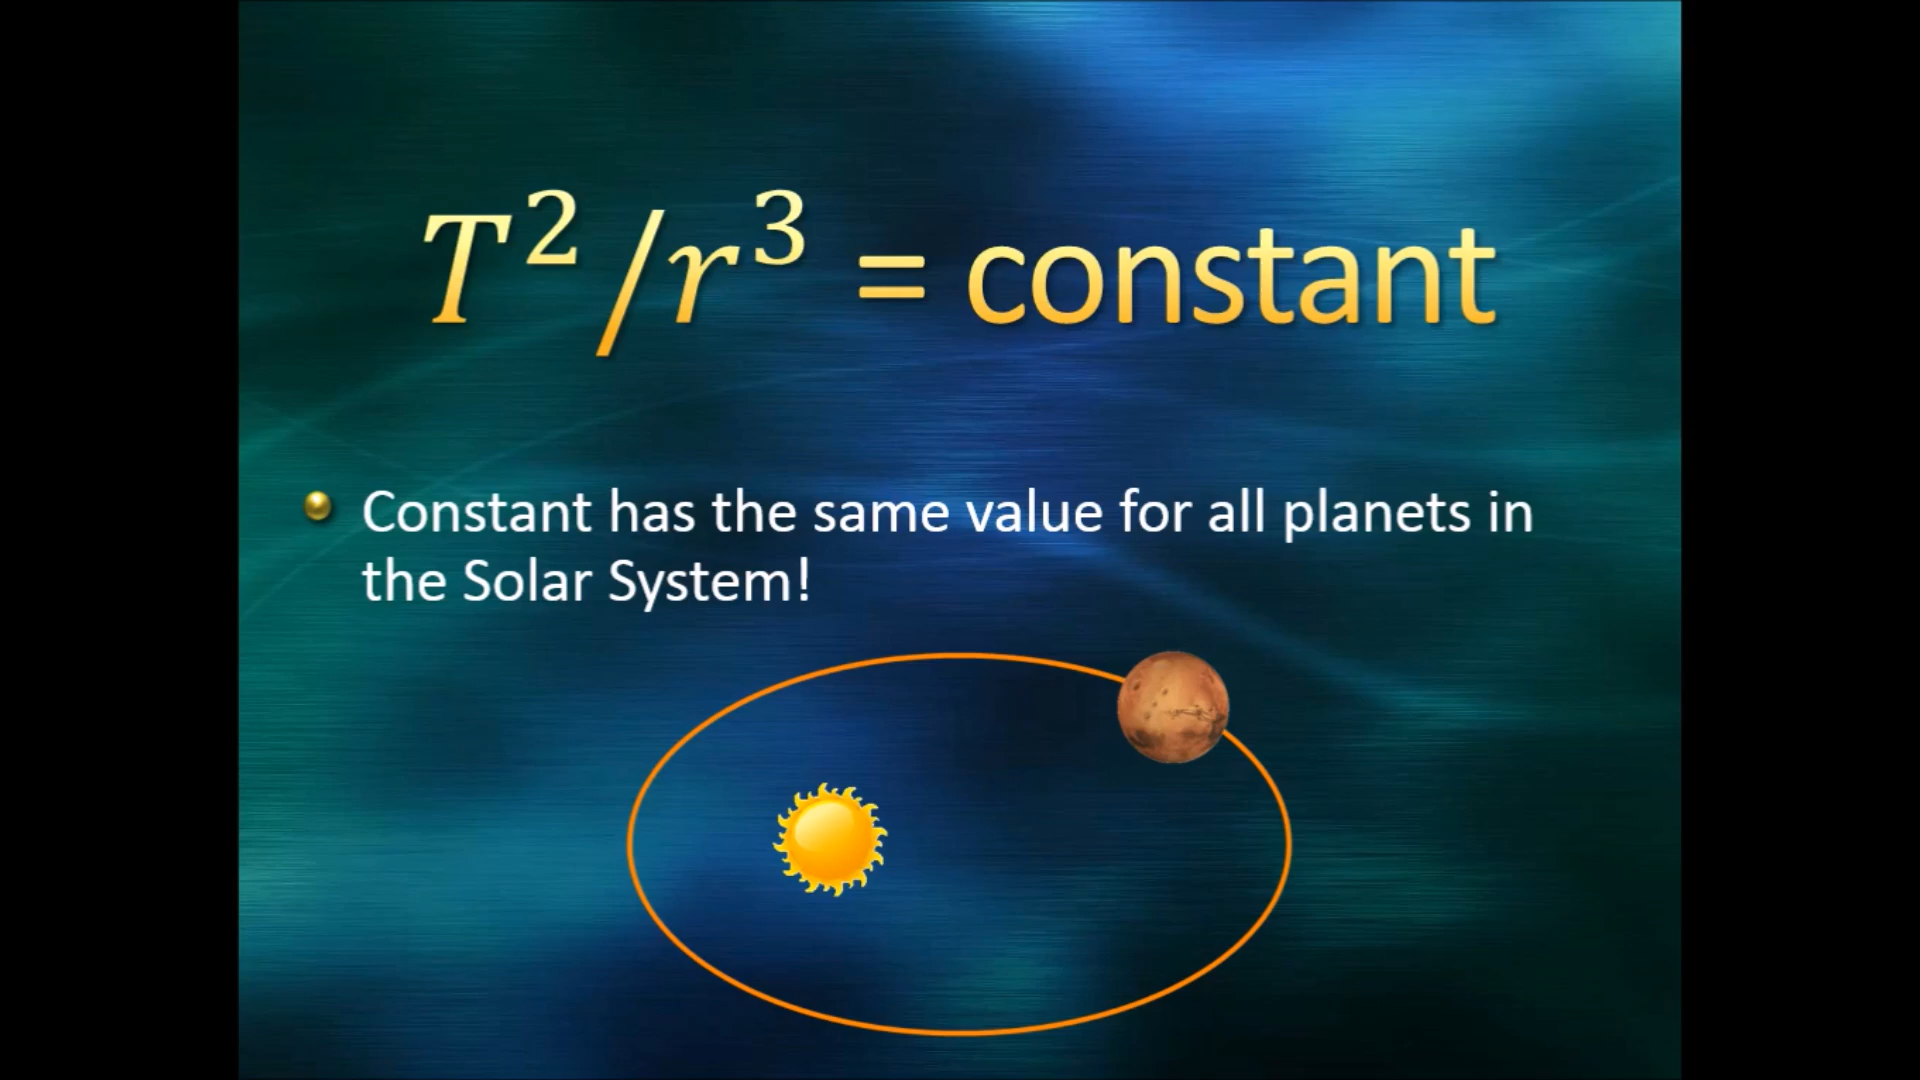 T²/r³ = constant
Constant has the same value for all planets in
the Solar System!